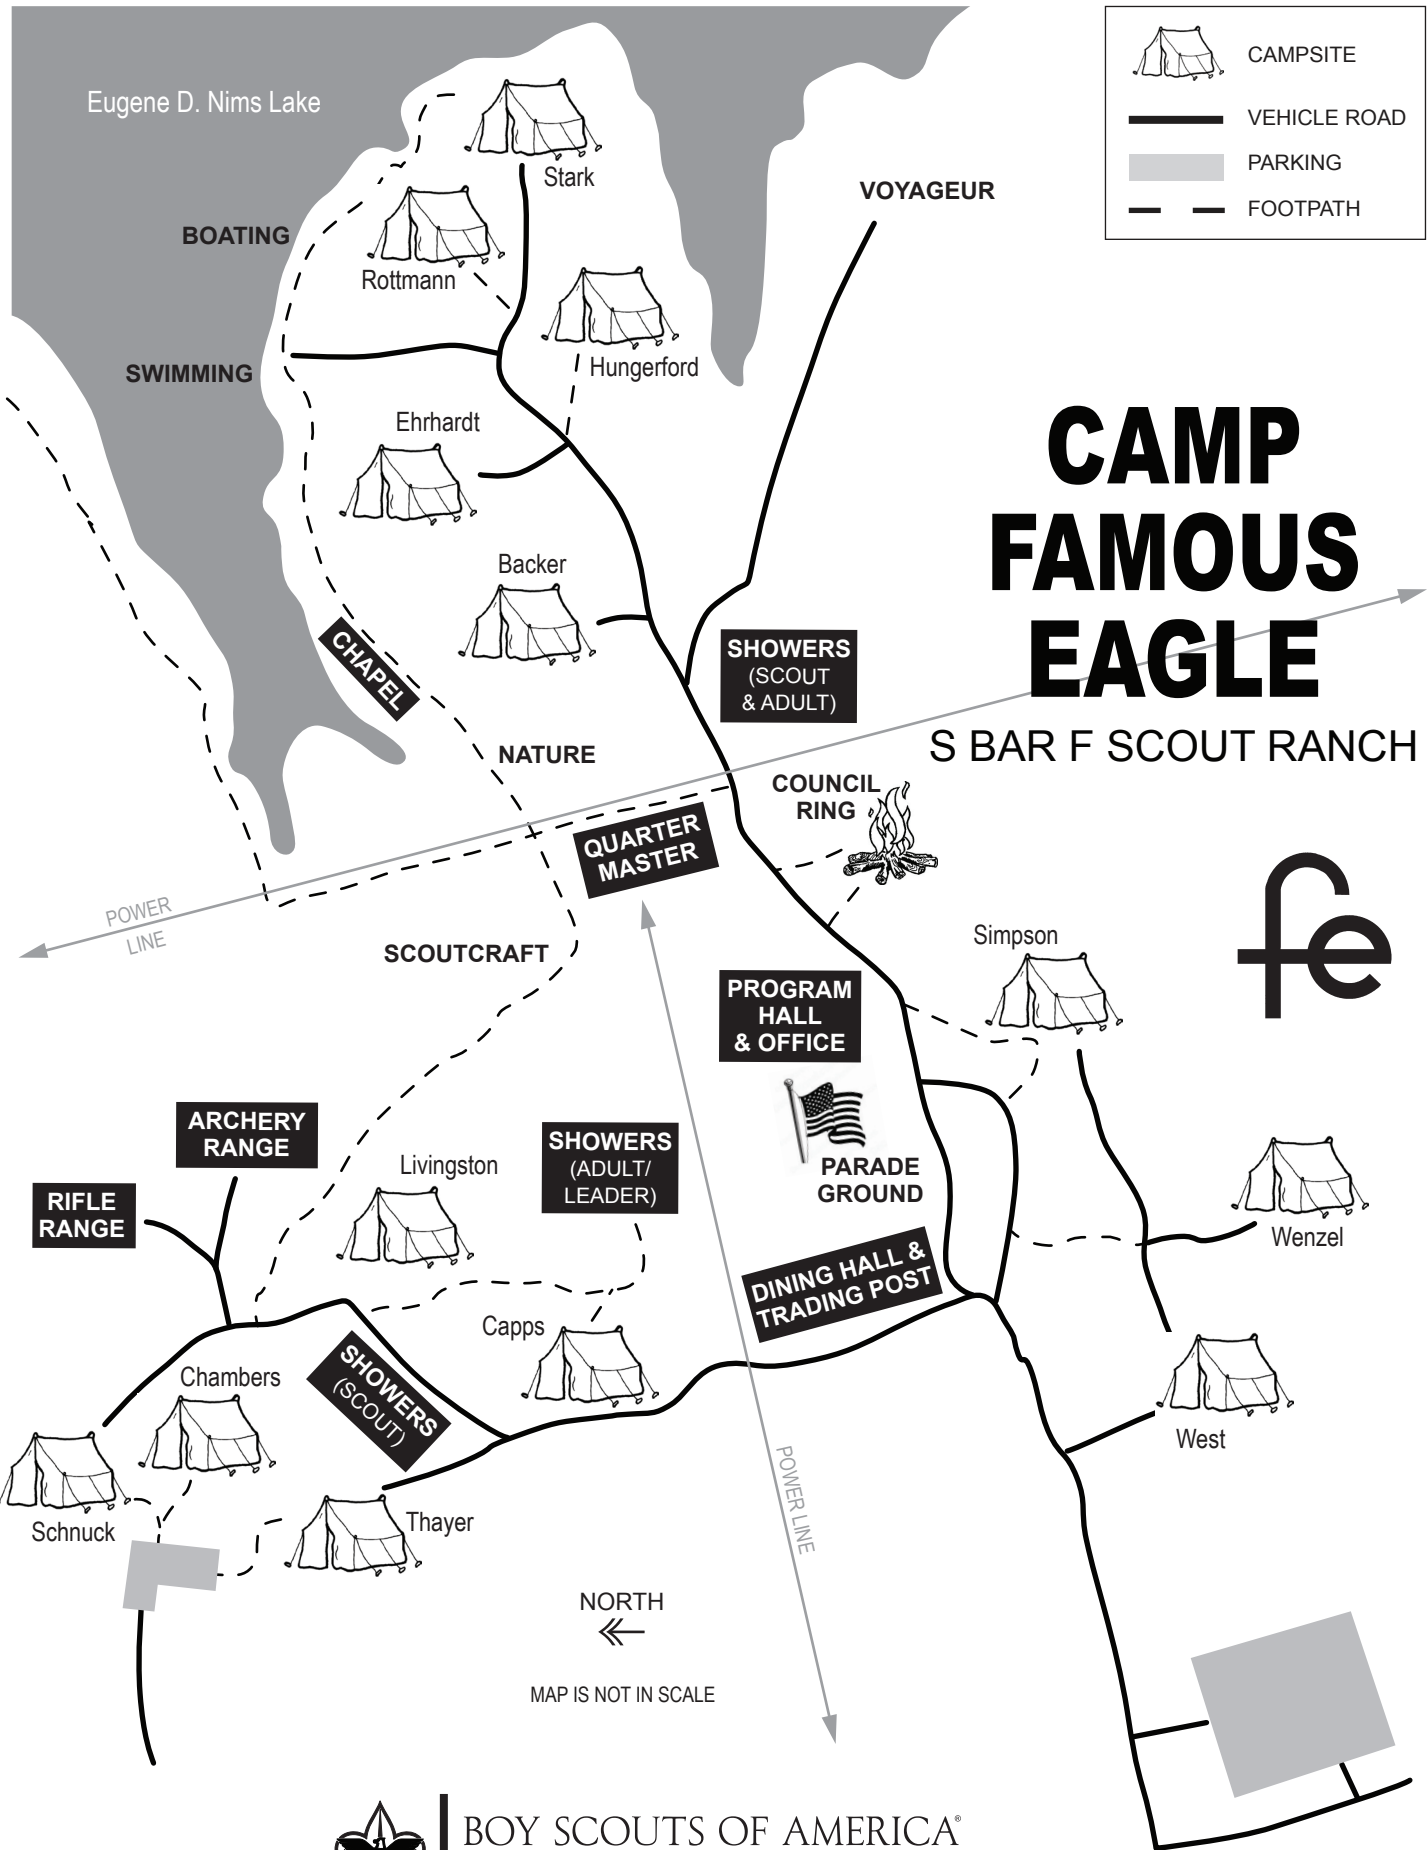 Eugene D. Nims Lake
CAMPSITE
VEHICLE ROAD
PARKING
FOOTPATH
Stark
VOYAGEUR
BOATING
Rottmann
Hungerford
SWIMMING
Ehrhardt
CAMP
FAMOUS
EAGLE
S BAR F SCOUT RANCH
Backer
CHAPEL
SHOWERS
(SCOUT
& ADULT)
NATURE
COUNCIL
RING
QUARTER
MASTER
POWER
LINE
SCOUTCRAFT
fe
Simpson
PROGRAM
HALL
& OFFICE
ARCHERY
RANGE
RIFLE
RANGE
Livingston
SHOWERS
(ADULT/
LEADER)
PARADE
GROUND
Wenzel
DINING HALL &
TRADING POST
Capps
SHOWERS
(SCOUT)
Chambers
West
POWER LINE
Schnuck
Thayer
NORTH
MAP IS NOT IN SCALE
BOY SCOUTS OF AMERICA®